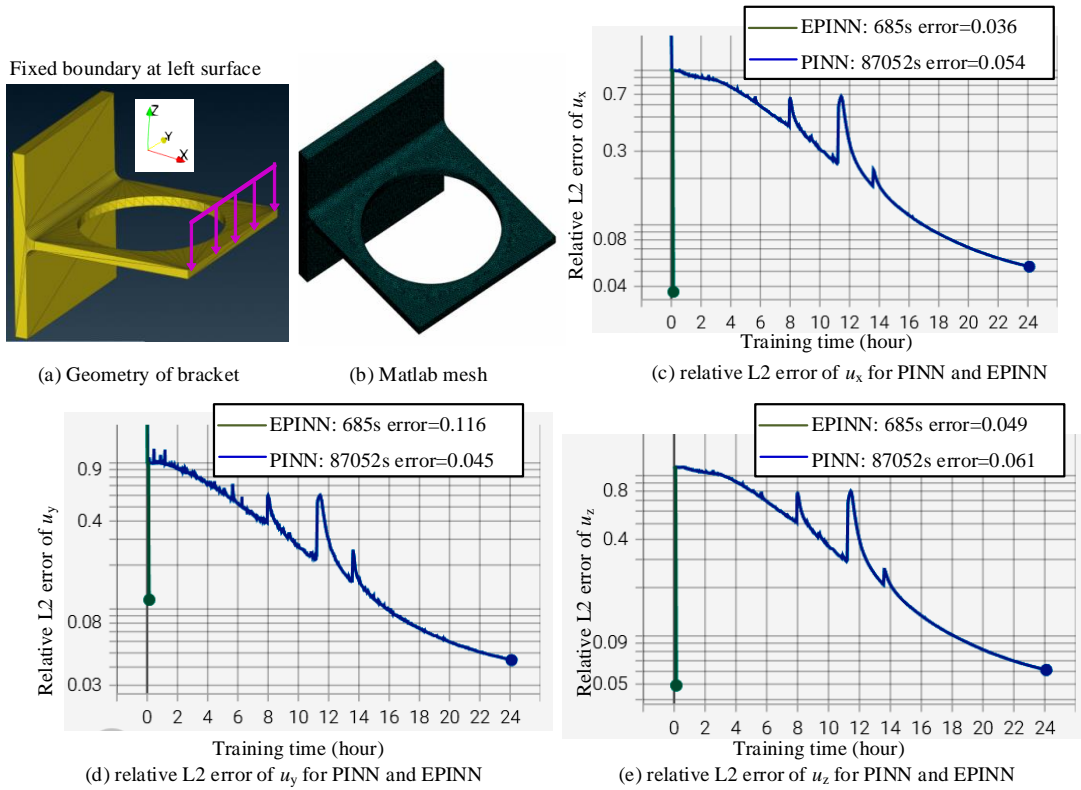 Fixed boundary at left surface
Z
Y
X
(a) Geometry of bracket
(b) Matlab mesh
EPINN: 685s error=0.036
PINN: 87052s error=0.054
Relative L2 error of ux
0.7
0.3
0.08
0.04
0 2 4 6 8 10 12 14 16 18 20 22 24
Training time (hour)
(c) relative L2 error of ux for PINN and EPINN
EPINN: 685s error=0.116
PINN: 87052s error=0.045
Relative L2 error of uy
0.9
0.4
0.08
0.03
0 2 4 6 8 10 12 14 16 18 20 22 24
Training time (hour)
(d) relative L2 error of uy for PINN and EPINN
EPINN: 685s error=0.049
PINN: 87052s error=0.061
Relative L2 error of uz
0.8
0.4
0.09
0.05
0 2 4 6 8 10 12 14 16 18 20 22 24
Training time (hour)
(e) relative L2 error of uz for PINN and EPINN